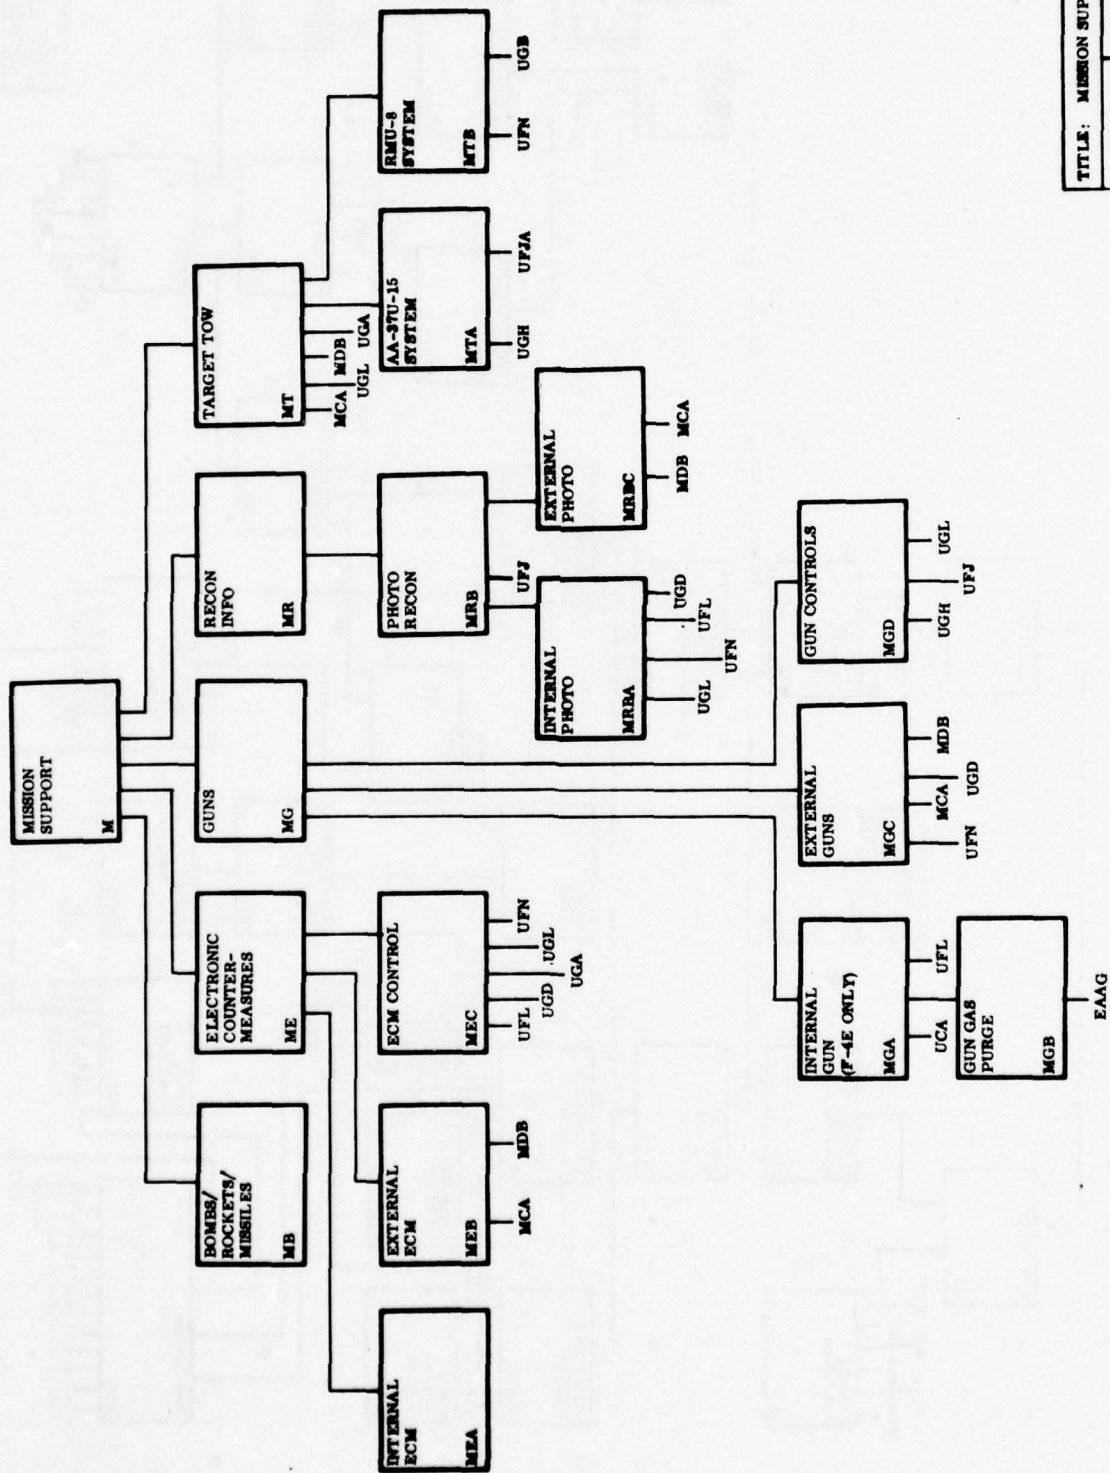 MISSION
SUPPORT
M
BOMBS/
ROCKETS/
MISSILES
MB
ELECTRONIC
COUNTER-
MEASURES
ME
GUNS
MG
RECON
INFO
MR
TARGET TOW
MT
MCA
UGL
MDB
UGA
INTERNAL
ECM
MEA
EXTERNAL
ECM
MEB
MCA
MDB
ECM CONTROL
MEC
UFL
UGD
UGA
UGL
UFN
PHOTO
RECON
MRB
UFJ
AA-37U-15
SYSTEM
MTA
UGH
UFJA
RMU-8
SYSTEM
MTB
UFN
UGB
INTERNAL
PHOTO
MRBA
UGL
UFN
UFL
UGD
EXTERNAL
PHOTO
MRBC
MDB
MCA
INTERNAL
GUN
(F-4E ONLY)
MGA
UCA
UFL
EXTERNAL
GUNS
MGC
UFN
MCA
UGD
MDB
GUN CONTROLS
MGD
UGH
UFJ
UGL
GUN GAS
PURGE
MGB
EAAG
TITLE: MISSION SUP